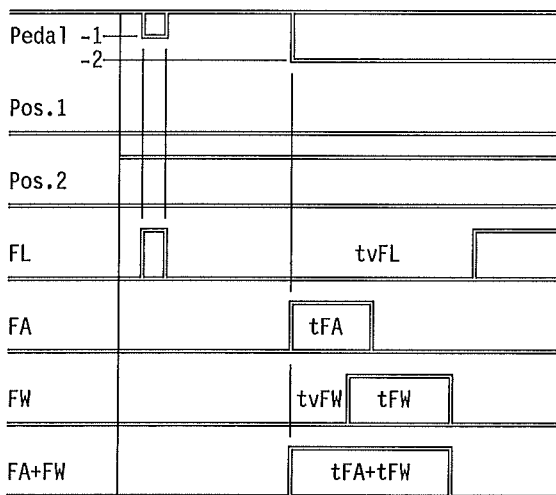 Pedal -1
-2
Pos.1
Pos.2
FL tvFL
FA tFA
FW tvFW tFW
FA+FW tFA+tFW